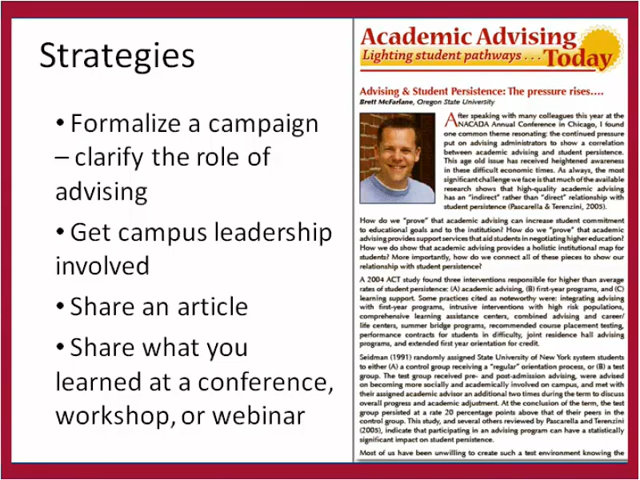 Strategies
• Formalize a campaign
– clarify the role of
advising
• Get campus leadership
involved
• Share an article
• Share what you
learned at a conference,
workshop, or webinar
Academic Advising
Lighting student pathways . . . Today
Advising & Student Persistence: The pressure rises....
Brett McFarlane, Oregon State University
After speaking with many colleagues this year at the
NACADA Annual Conference in Chicago, I found
one common theme resonating: the continued pressure
put on advising administrators to show a correlation
between academic advising and student persistence.
This age old issue has received heightened awareness
in these difficult economic times. As always, the most
significant challenge we face is that much of the available
research shows that high-quality academic advising
has an "indirect" rather than "direct" relationship with
student persistence (Pascarella & Terenzini, 2005).
How do we "prove" that academic advising can increase student commitment
to educational goals and to the institution? How do we "prove" that academic
advising provides support services that aid students in negotiating higher education?
How we do show that academic advising provides a holistic institutional map for
students? More importantly, how do we connect all of these pieces to show our
relationship with student persistence?
A 2004 ACT study found three interventions responsible for higher than average
rates of student persistence: (A) academic advising, (B) first-year programs, and (C)
learning support. Some practices cited as noteworthy were: integrating advising
with first-year programs, intrusive interventions with high risk populations,
comprehensive learning assistance centers, combined advising and career/
life centers, summer bridge programs, recommended course placement testing,
performance contracts for students in difficulty, joint residence hall advising
programs, and extended first year orientation for credit.
Seidman (1991) randomly assigned State University of New York system students
to either (A) a control group receiving a "regular" orientation process, or (B) a test
group. The test group received pre- and post-admission advising, were advised
on becoming more socially and academically involved on campus, and met with
their assigned academic advisor an additional two times during the term to discuss
overall progress and academic adjustment. At the conclusion of the term, the test
group persisted at a rate 20 percentage points above that of their peers in the
control group. This study, and several others reviewed by Pascarella and Terenzini
(2005), indicate that participating in an advising program can have a statistically
significant impact on student persistence.
Most of us have been unwilling to create such a test environment knowing the